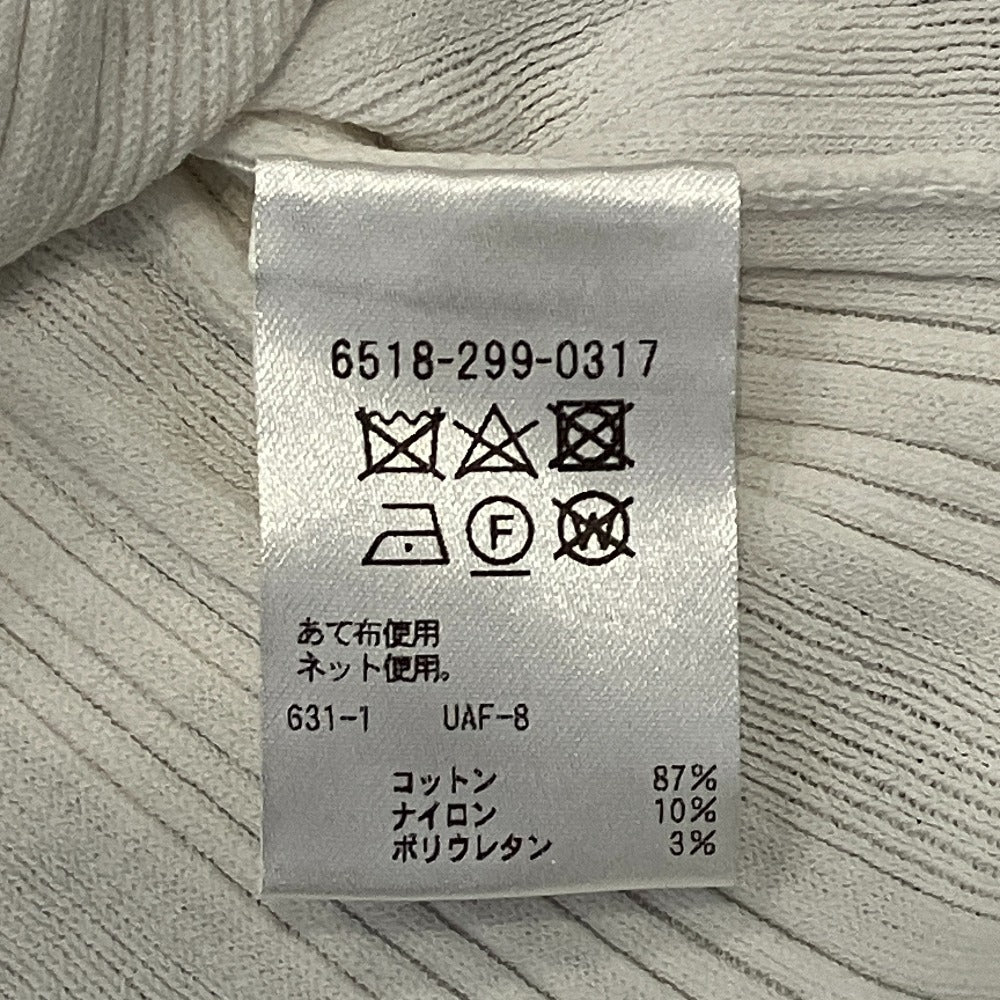 6518-299-0317
F W
あて布使用
ネット使用。
631-1 UAF-8
コットン 87%
ナイロン 10%
ポリウレタン 3%